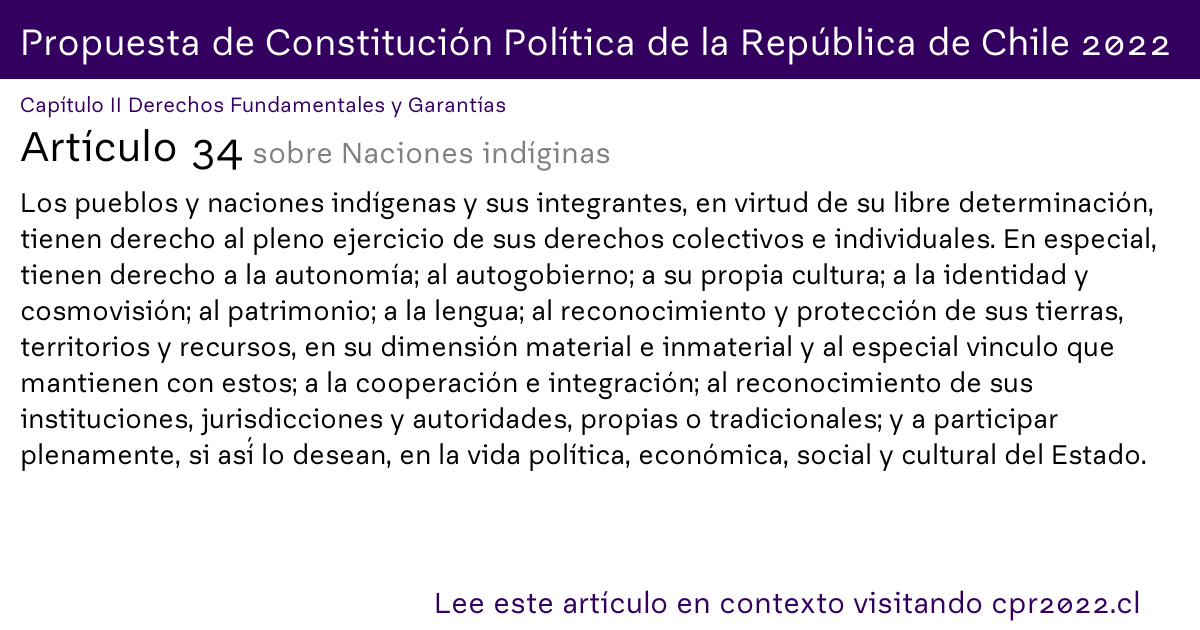 Propuesta de Constitución Política de la República de Chile 2022
Capítulo II Derechos Fundamentales y Garantías
Artículo 34 sobre Naciones indíginas
Los pueblos y naciones indígenas y sus integrantes, en virtud de su libre determinación,
tienen derecho al pleno ejercicio de sus derechos colectivos e individuales. En especial,
tienen derecho a la autonomía; al autogobierno; a su propia cultura; a la identidad y
cosmovisión; al patrimonio; a la lengua; al reconocimiento y protección de sus tierras,
territorios y recursos, en su dimensión material e inmaterial y al especial vinculo que
mantienen con estos; a la cooperación e integración; al reconocimiento de sus
instituciones, jurisdicciones y autoridades, propias o tradicionales; y a participar
plenamente, si así lo desean, en la vida política, económica, social y cultural del Estado.
Lee este artículo en contexto visitando cpr2022.cl